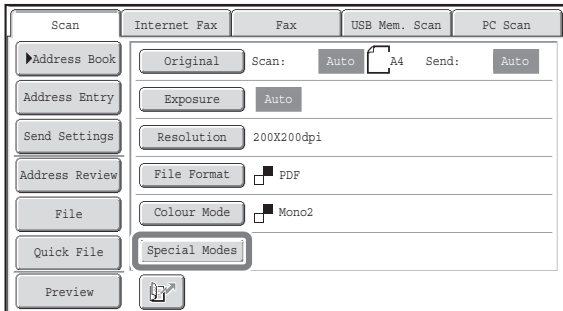 Scan Internet Fax Fax USB Mem. Scan PC Scan
Address Book Original Scan: Auto A4 Send: Auto
Address Entry Exposure Auto
Send Settings Resolution 200X200dpi
Address Review File Format PDF
File Colour Mode Mono2
Quick File Special Modes
Preview